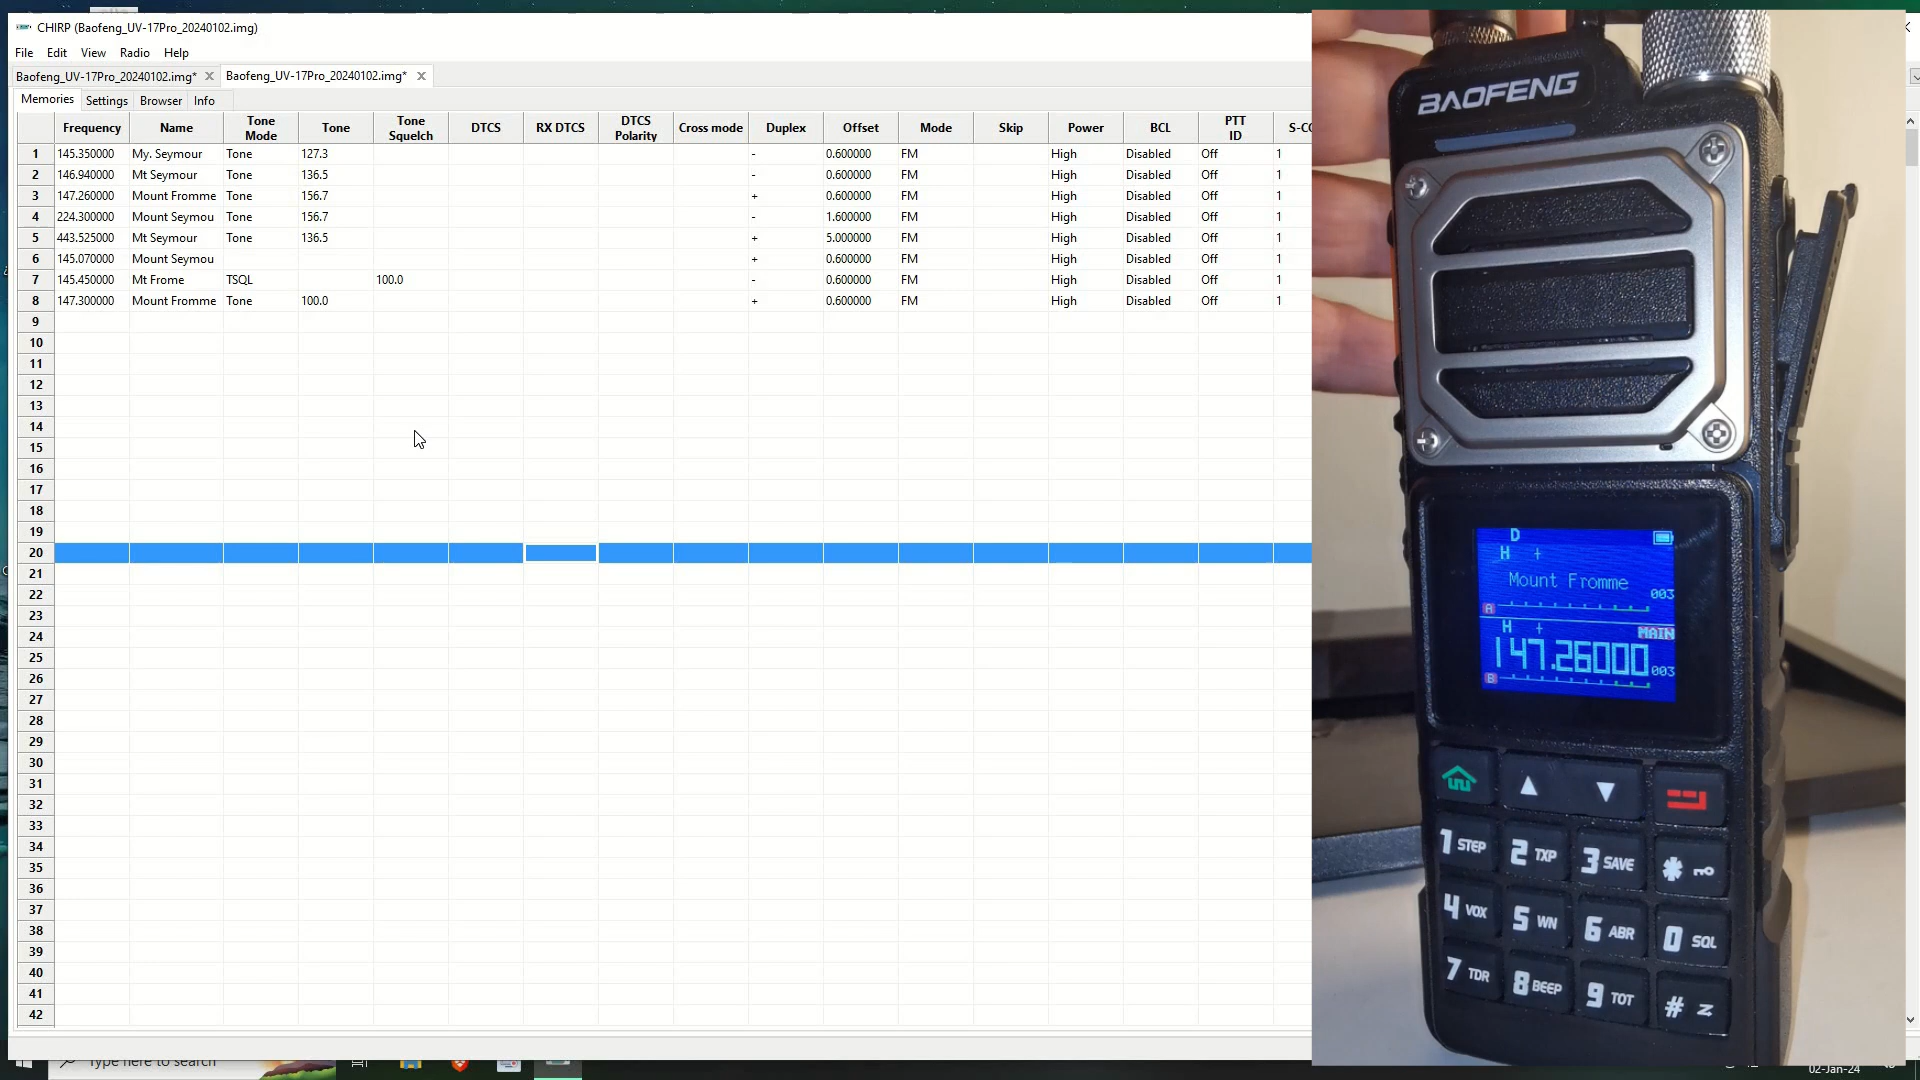 CHIRP (Baofeng_UV-17Pro_20240102.img)
File Edit View Radio Help
Baofeng_UV-17Pro_20240102.img* Baofeng_UV-17Pro_20240102.img*
Memories Settings Browser Info
Frequency Name Tone Mode Tone Tone Squelch DTCS RX DTCS DTCS Polarity Cross mode Duplex Offset Mode Skip Power BCL PTT ID
1 145.350000 My. Seymour Tone 127.3 - 0.600000 FM High Disabled Off 1
2 146.940000 Mt Seymour Tone 136.5 - 0.600000 FM High Disabled Off 1
3 147.260000 Mount Fromme Tone 156.7 + 0.600000 FM High Disabled Off 1
4 224.300000 Mount Seymou Tone 156.7 - 1.600000 FM High Disabled Off 1
5 443.525000 Mt Seymour Tone 136.5 + 5.000000 FM High Disabled Off 1
6 145.070000 Mount Seymou + 0.600000 FM High Disabled Off 1
7 145.450000 Mt Frome TSQL 100.0 - 0.600000 FM High Disabled Off 1
8 147.300000 Mount Fromme Tone 100.0 + 0.600000 FM High Disabled Off 1
9
10
11
12
13
14
15
16
17
18
19
20
21
22
23
24
25
26
27
28
29
30
31
32
33
34
35
36
37
38
39
40
41
42
Type here to search
02-Jan-24
BAOFENG
D
H +
Mount Fromme
003
A
H + MAIN
147.26000 003
B
1 STEP 2 TXP 3 SAVE *
4 VOX 5 WN 6 ABR 0 SQL
7 TDR 8 BEEP 9 TOT #